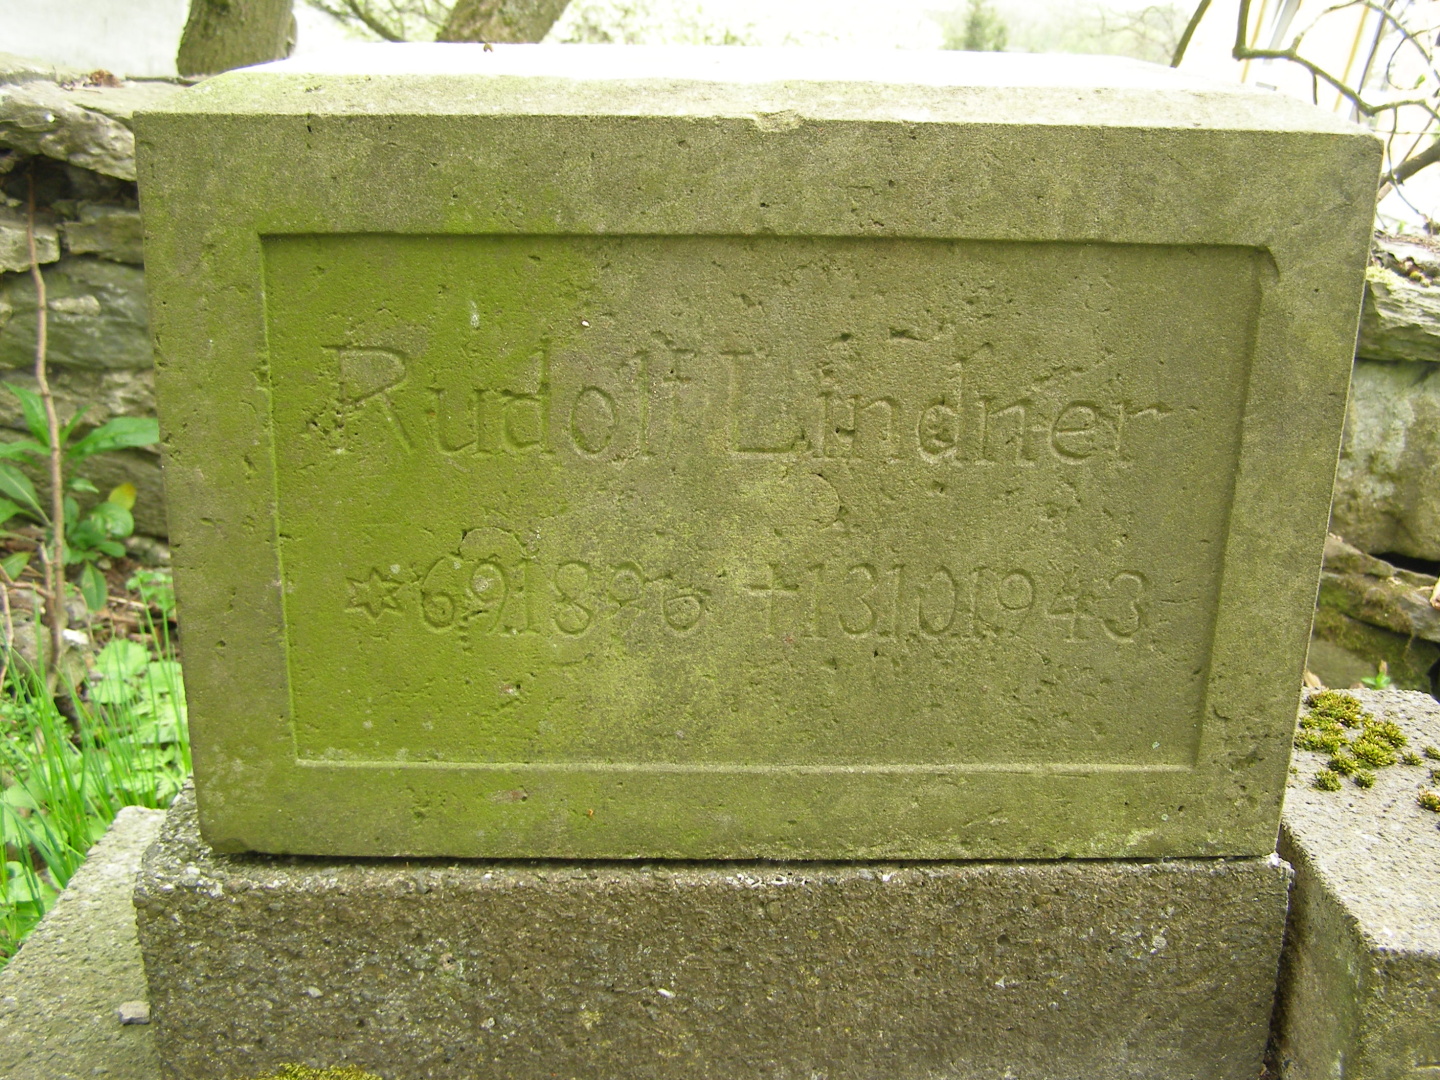 Rudolf Lindner
* 6.9.1896 † 13.10.1943